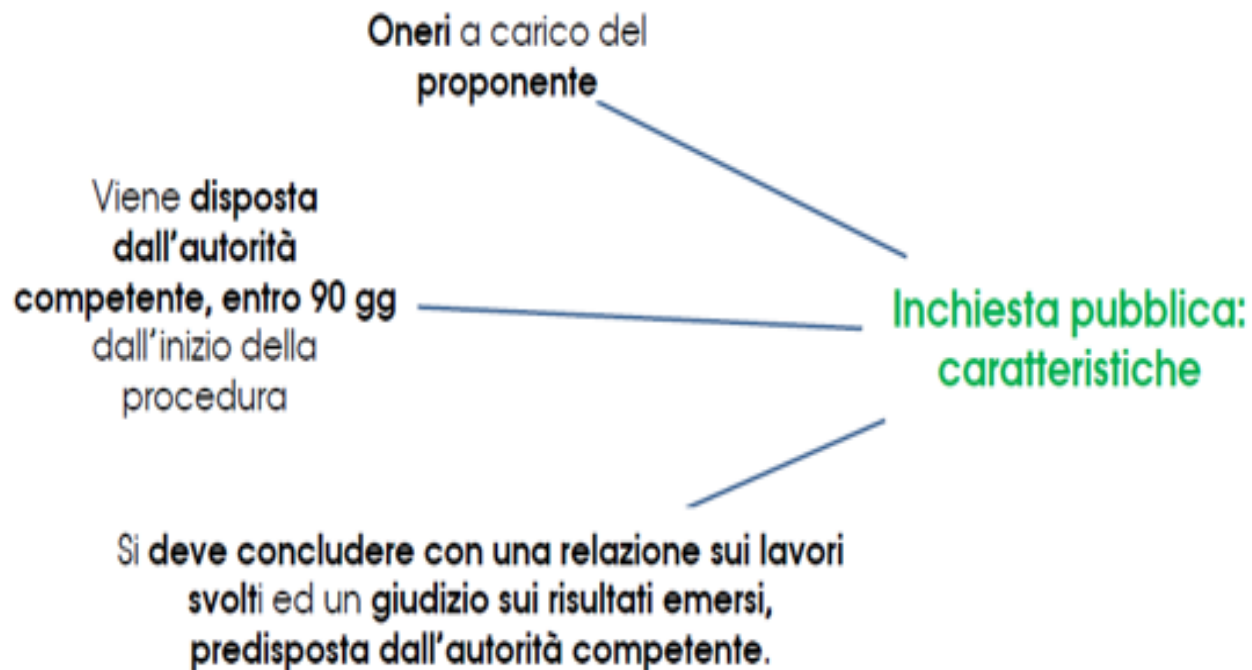 Oneri a carico del
proponente
Viene disposta
dall'autorità
competente, entro 90 gg
dall'inizio della
procedura
Inchiesta pubblica:
caratteristiche
Si deve concludere con una relazione sui lavori
svolti ed un giudizio sui risultati emersi,
predisposta dall'autorità competente.